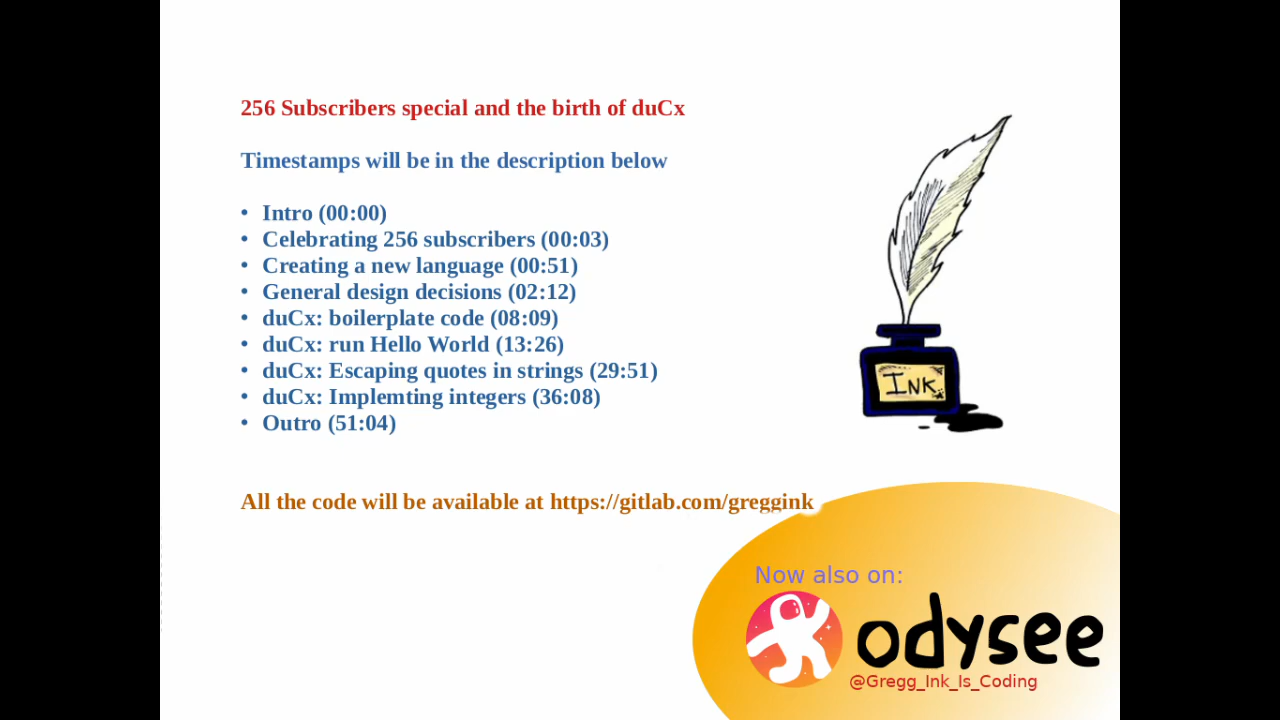 256 Subscribers special and the birth of duCx
Timestamps will be in the description below
• Intro (00:00)
• Celebrating 256 subscribers (00:03)
• Creating a new language (00:51)
• General design decisions (02:12)
• duCx: boilerplate code (08:09)
• duCx: run Hello World (13:26)
• duCx: Escaping quotes in strings (29:51)
• duCx: Implemting integers (36:08)
• Outro (51:04)
INK
All the code will be available at https://gitlab.com/greggink
Now also on:
odysee
@Gregg_Ink_Is_Coding